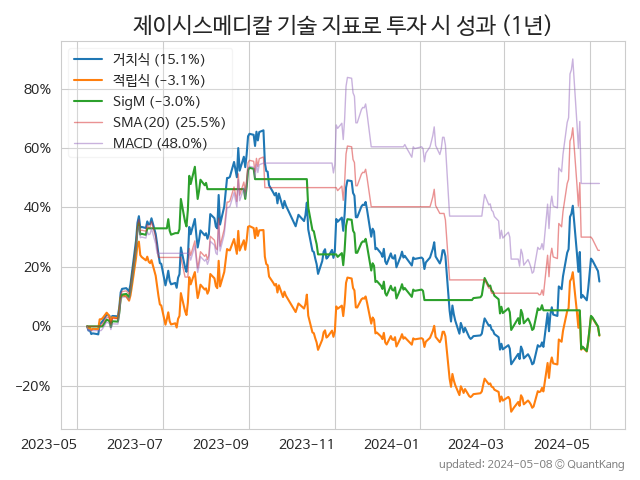 제이시스메디칼 기술 지표로 투자 시 성과 (1년)
거치식 (15.1%)
적립식 (−3.1%)
SigM (−3.0%)
SMA(20) (25.5%)
MACD (48.0%)
80%
60%
40%
20%
0%
−20%
2023-05 2023-07 2023-09 2023-11 2024-01 2024-03 2024-05
updated: 2024-05-08 © QuantKang